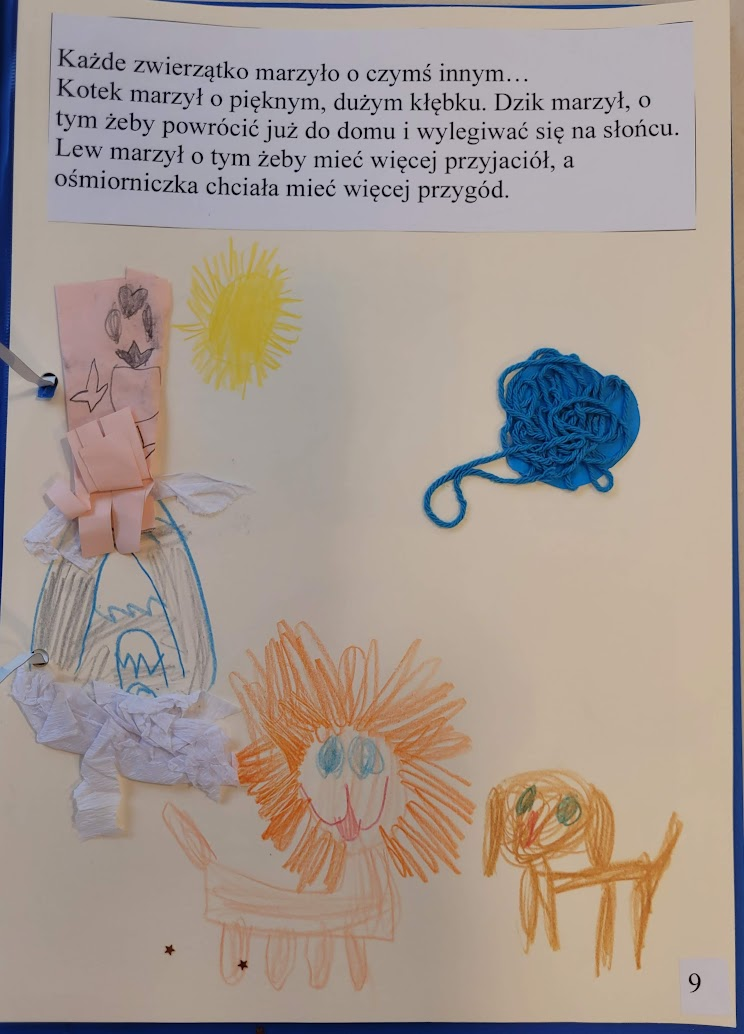 Każde zwierzątko marzyło o czymś innym…
Kotek marzył o pięknym, dużym kłębku. Dzik marzył, o
tym żeby powrócić już do domu i wylegiwać się na słońcu.
Lew marzył o tym żeby mieć więcej przyjaciół, a
ośmiorniczka chciała mieć więcej przygód.
9